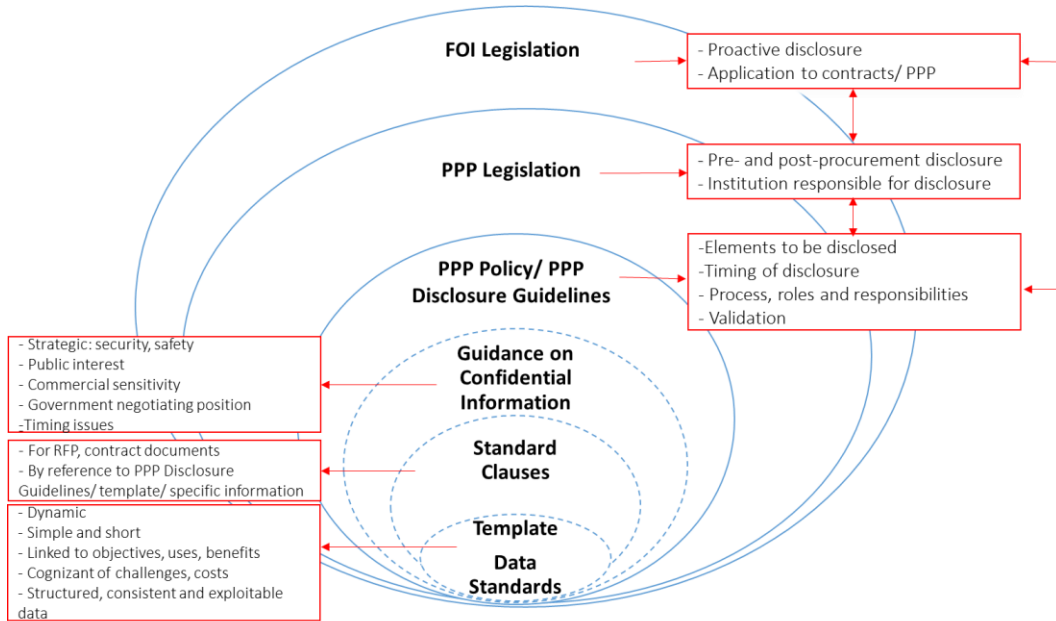 FOI Legislation
- Proactive disclosure
- Application to contracts/ PPP
PPP Legislation
- Pre- and post-procurement disclosure
- Institution responsible for disclosure
PPP Policy/ PPP
Disclosure Guidelines
-Elements to be disclosed
-Timing of disclosure
- Process, roles and responsibilities
- Validation
Guidance on
Confidential
Information
- Strategic: security, safety
- Public interest
- Commercial sensitivity
- Government negotiating position
-Timing issues
Standard
Clauses
- For RFP, contract documents
- By reference to PPP Disclosure
Guidelines/ template/ specific information
Template
Data
Standards
- Dynamic
- Simple and short
- Linked to objectives, uses, benefits
- Cognizant of challenges, costs
- Structured, consistent and exploitable
data